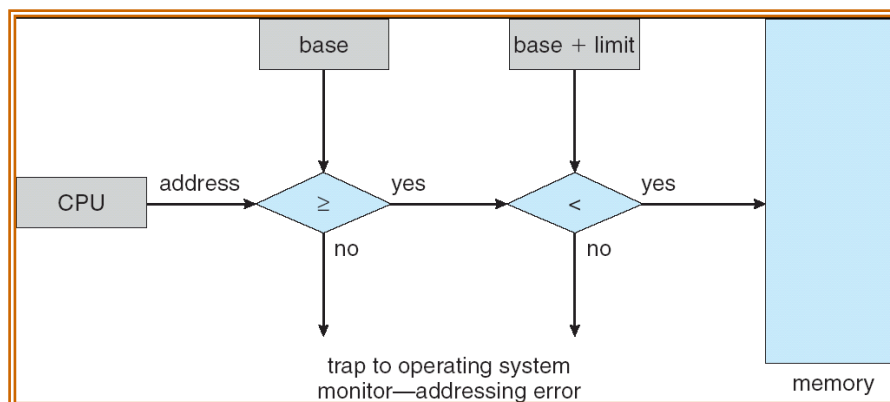 base
base + limit
CPU
address
≥
yes
<
yes
no
no
trap to operating system
monitor—addressing error
memory